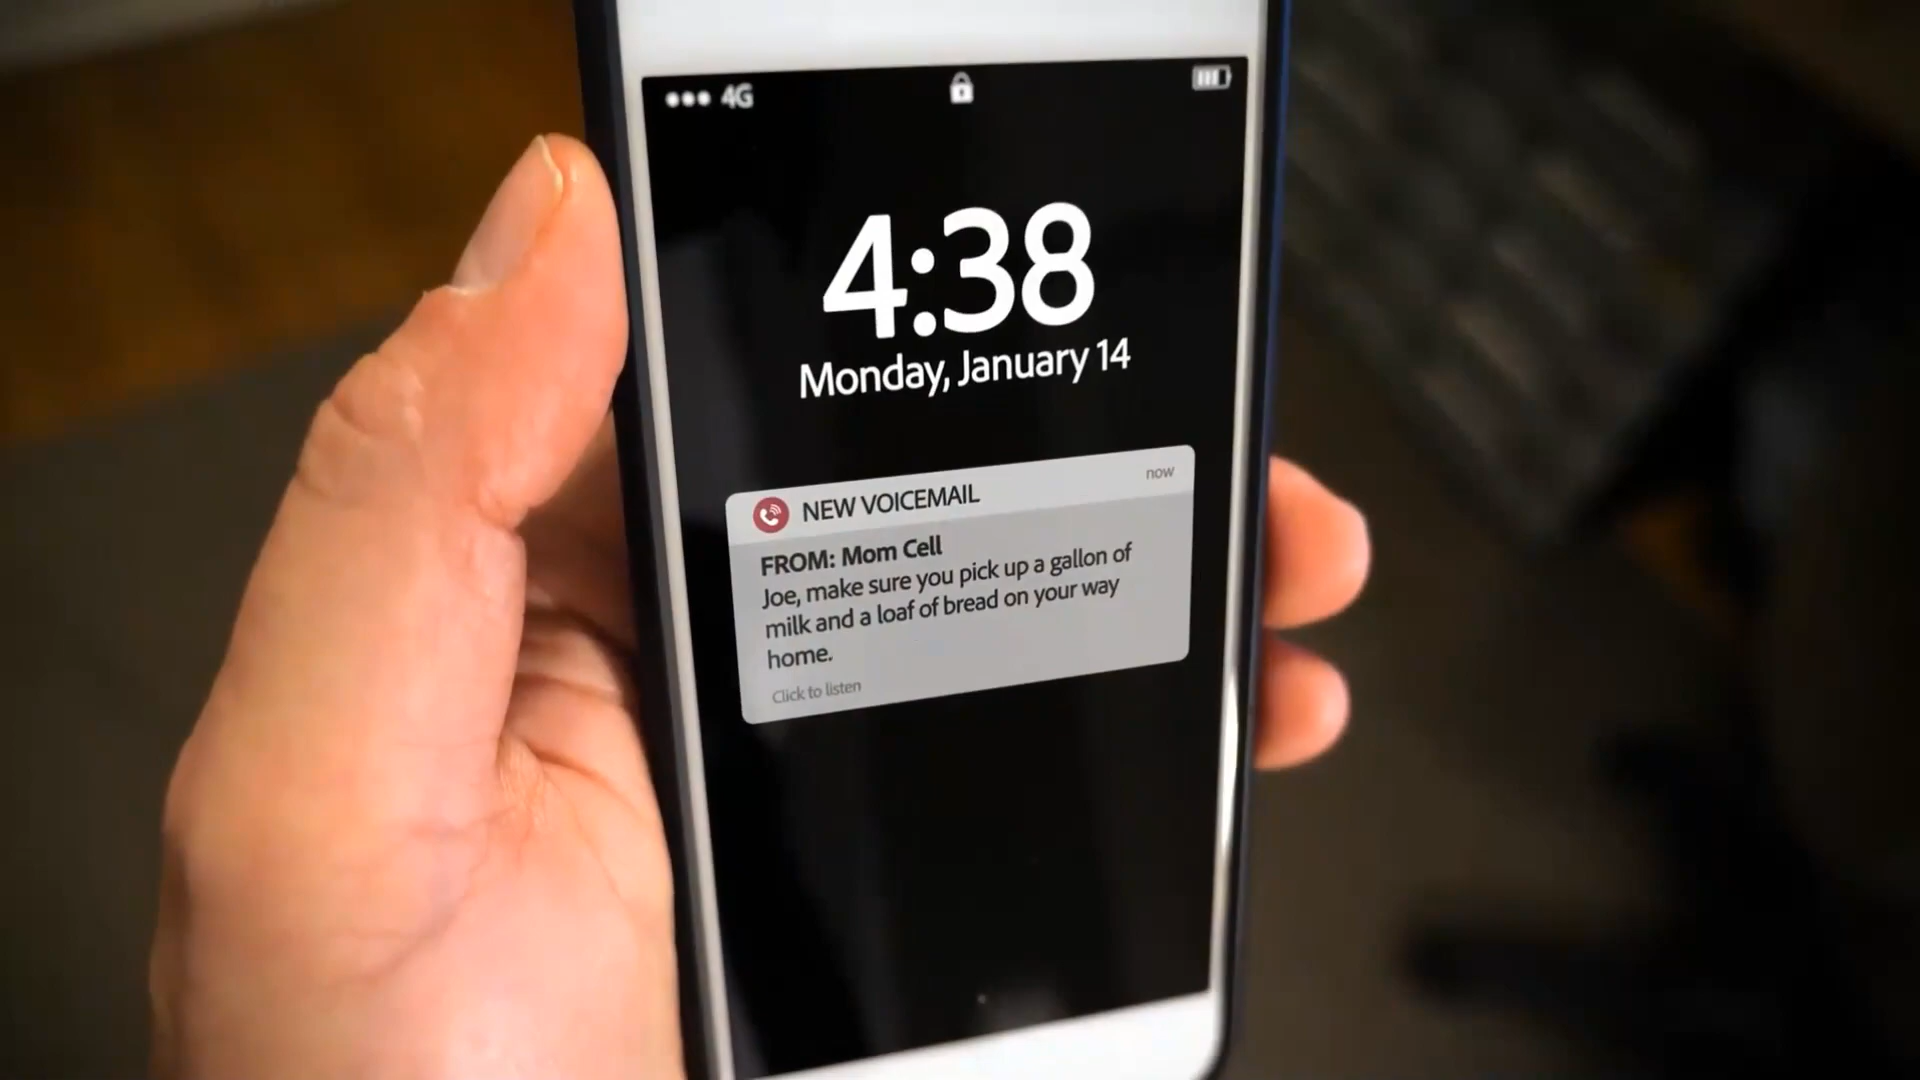 4G
4:38
Monday, January 14
NEW VOICEMAIL
now
FROM: Mom Cell
Joe, make sure you pick up a gallon of
milk and a loaf of bread on your way
home.
Click to listen